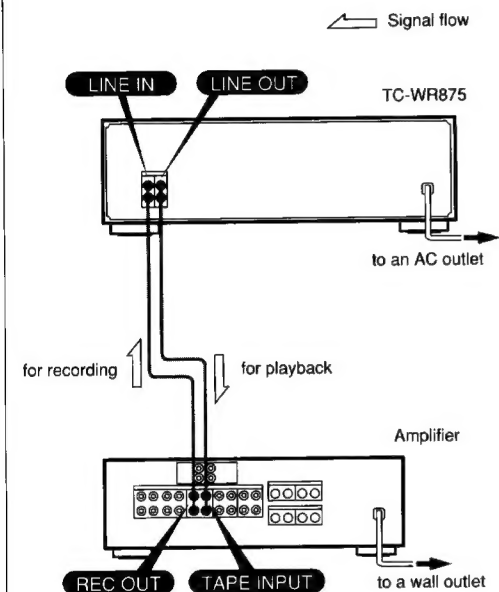 Signal flow
LINE IN
LINE OUT
TC-WR875
to an AC outlet
for recording
for playback
Amplifier
REC OUT
TAPE INPUT
to a wall outlet